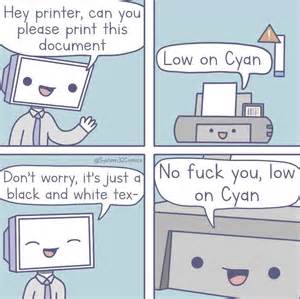 Hey printer, can you
please print this
document
Low on Cyan
@System32Comics
Don't worry, it's just a
black and white tex-
No fuck you, low
on Cyan